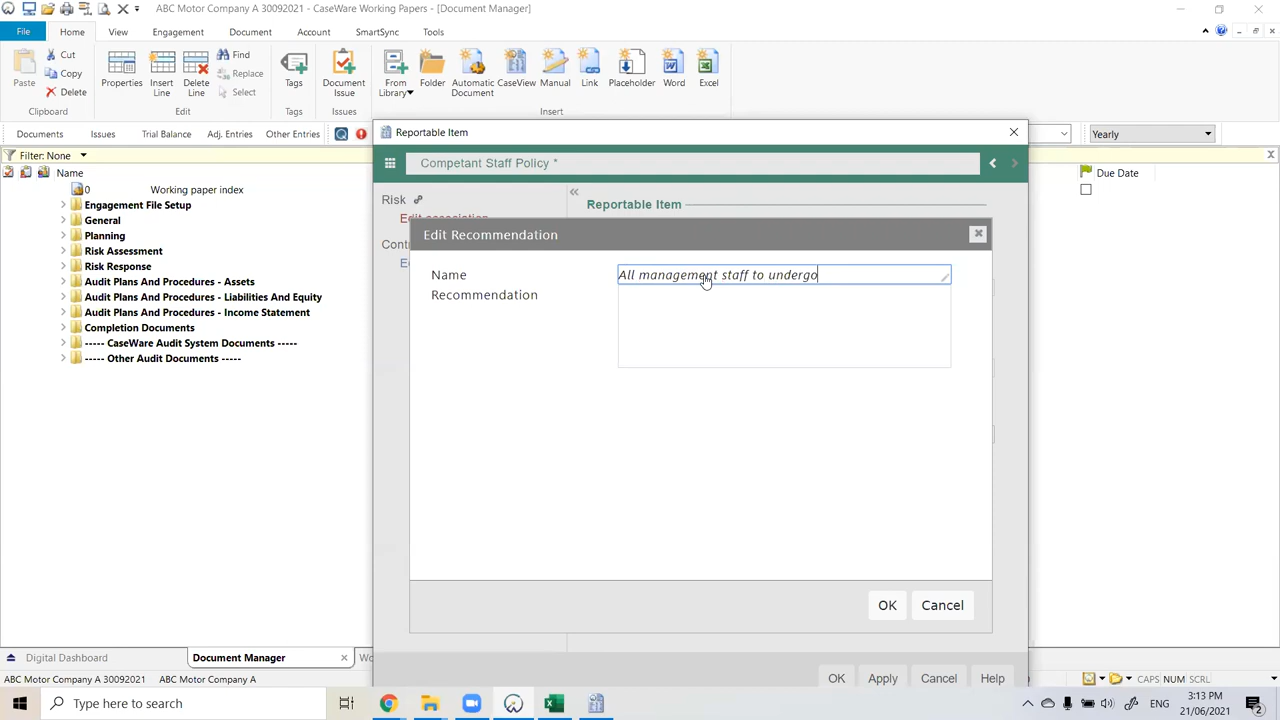 ABC Motor Company A 30092021 - CaseWare Working Papers - [Document Manager]
File Home View Engagement Document Account SmartSync Tools
Paste
Cut
Copy
Delete
Properties
Insert Line
Delete Line
Find
Replace
Select
Tags
Document Issue
From Library
Folder
Automatic Document
CaseView
Manual
Link
Placeholder
Word
Excel
Clipboard Edit Tags Issues Insert
Documents Issues Trial Balance Adj. Entries Other Entries Yearly
Filter: None
Name Due Date
0 Working paper index
Engagement File Setup
General
Planning
Risk Assessment
Risk Response
Audit Plans And Procedures - Assets
Audit Plans And Procedures - Liabilities And Equity
Audit Plans And Procedures - Income Statement
Completion Documents
----- CaseWare Audit System Documents -----
----- Other Audit Documents -----
Reportable Item
Competant Staff Policy *
Risk
Reportable Item
Edit Recommendation
Name All management staff to undergo
Recommendation
OK Cancel
OK Apply Cancel Help
Digital Dashboard Document Manager
ABC Motor Company A 30092021 ABC Motor Company A CAPS NUM SCRL
Type here to search
ENG
3:13 PM
21/06/2021
2